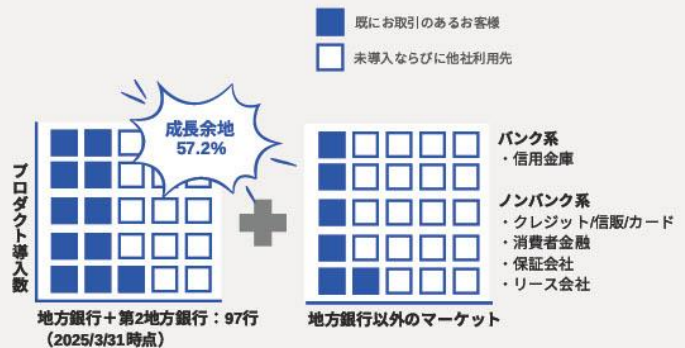 既にお取引のあるお客様
未導入ならびに他社利用先
成長余地
57.2%
プロダクト導入数
地方銀行+第2地方銀行：97行
（2025/3/31時点）
地方銀行以外のマーケット
バンク系
・信用金庫
ノンバンク系
・クレジット/信販/カード
・消費者金融
・保証会社
・リース会社